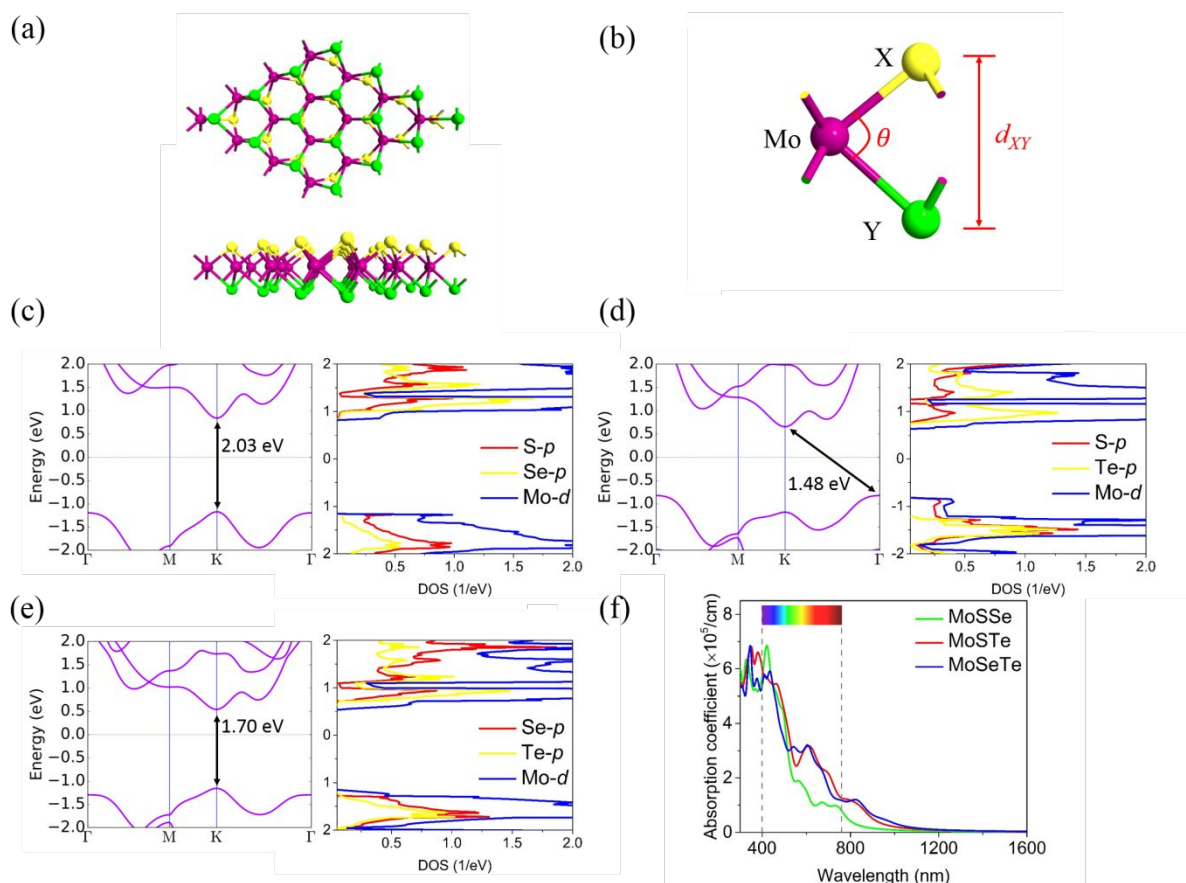 (a)
(b)
X
Mo
θ
d_XY
Y
(c)
2.0
1.5
1.0
0.5
0.0
−0.5
−1.0
−1.5
−2.0
Energy (eV)
2.03 eV
Γ
M
K
Γ
2
1
0
1
2
S-p
Se-p
Mo-d
0.5
1.0
1.5
2.0
DOS (1/eV)
(d)
2.0
1.5
1.0
0.5
0.0
−0.5
−1.0
−1.5
−2.0
Energy (eV)
1.48 eV
Γ
M
K
Γ
2
1
0
-1
-2
S-p
Te-p
Mo-d
0.5
1.0
1.5
2.0
DOS (1/eV)
(e)
2.0
1.5
1.0
0.5
0.0
−0.5
−1.0
−1.5
−2.0
Energy (eV)
1.70 eV
Γ
M
K
Γ
2
1
0
1
2
Se-p
Te-p
Mo-d
0.5
1.0
1.5
2.0
DOS (1/eV)
(f)
8
6
4
2
0
Absorption coefficient (×10⁵/cm)
MoSSe
MoSTe
MoSeTe
400
800
1200
1600
Wavelength (nm)